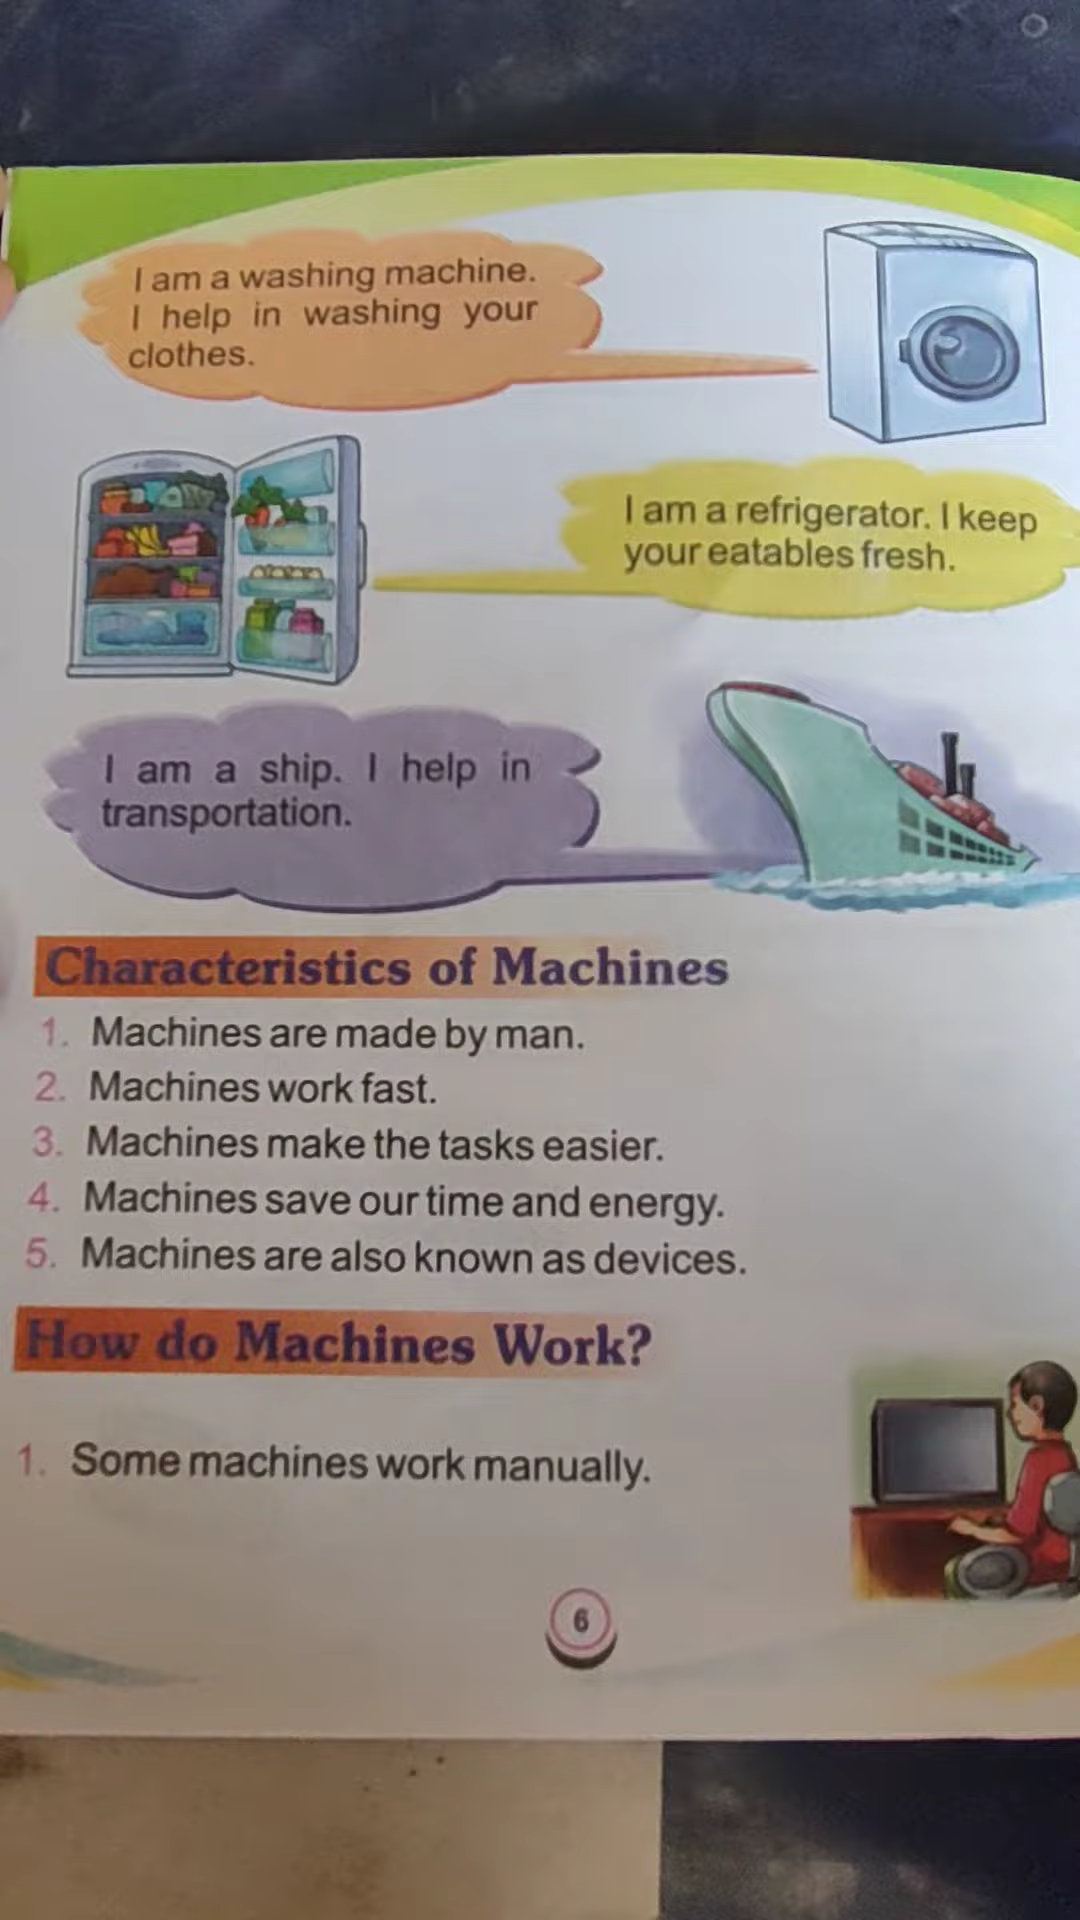 I am a washing machine.
I help in washing your
clothes.
I am a refrigerator. I keep
your eatables fresh.
I am a ship. I help in
transportation.
Characteristics of Machines
1. Machines are made by man.
2. Machines work fast.
3. Machines make the tasks easier.
4. Machines save our time and energy.
5. Machines are also known as devices.
How do Machines Work?
1. Some machines work manually.
6